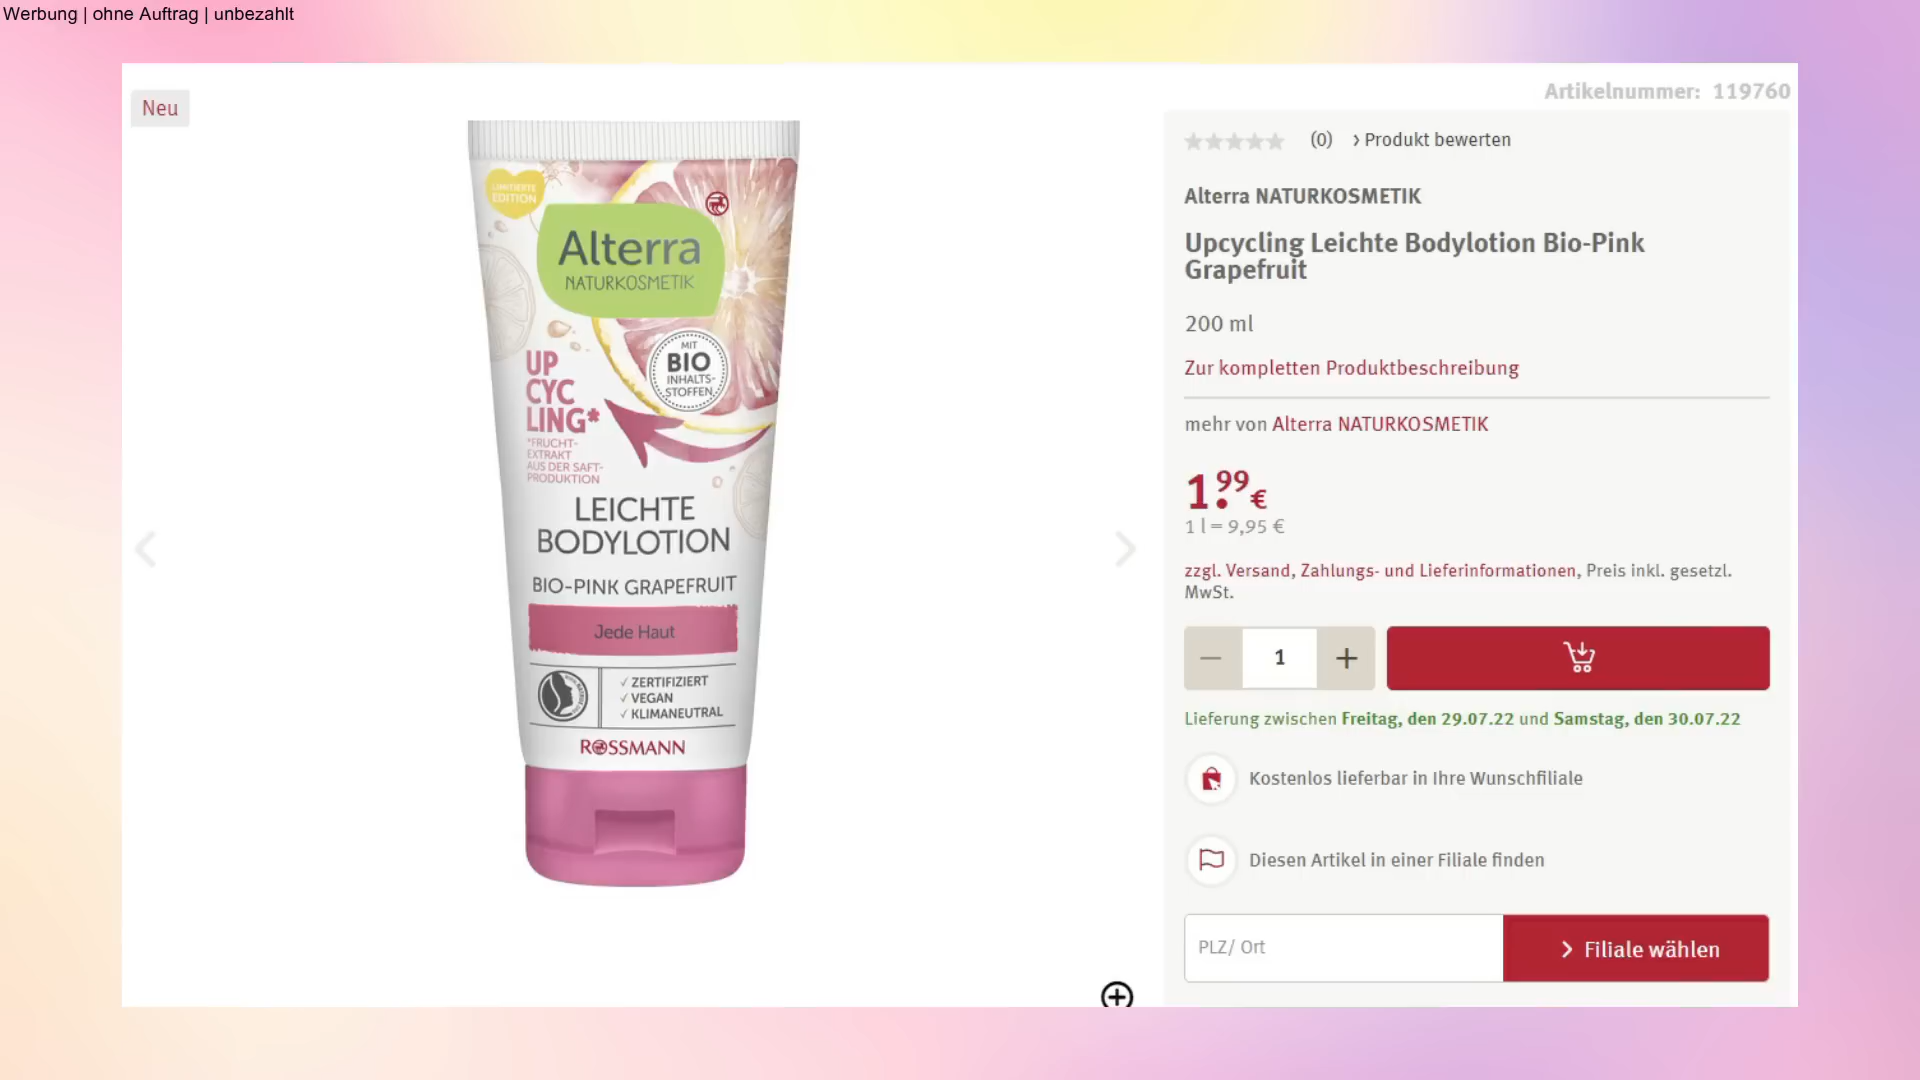 Werbung | ohne Auftrag | unbezahlt
Neu
LIMITIERTE
EDITION
Alterra
NATURKOSMETIK
MIT
BIO
INHALTS-
STOFFEN
UP
CYC
LING*
*FRUCHT-
EXTRAKT
AUS DER SAFT-
PRODUKTION
LEICHTE
BODYLOTION
BIO-PINK GRAPEFRUIT
Jede Haut
✓ ZERTIFIZIERT
✓ VEGAN
✓ KLIMANEUTRAL
ROSSMANN
Artikelnummer: 119760
(0) › Produkt bewerten
Alterra NATURKOSMETIK
Upcycling Leichte Bodylotion Bio-Pink
Grapefruit
200 ml
Zur kompletten Produktbeschreibung
mehr von Alterra NATURKOSMETIK
1.99 €
1 l = 9,95 €
zzgl. Versand, Zahlungs- und Lieferinformationen, Preis inkl. gesetzl.
MwSt.
− 1 +
Lieferung zwischen Freitag, den 29.07.22 und Samstag, den 30.07.22
Kostenlos lieferbar in Ihre Wunschfiliale
Diesen Artikel in einer Filiale finden
PLZ/ Ort
Filiale wählen